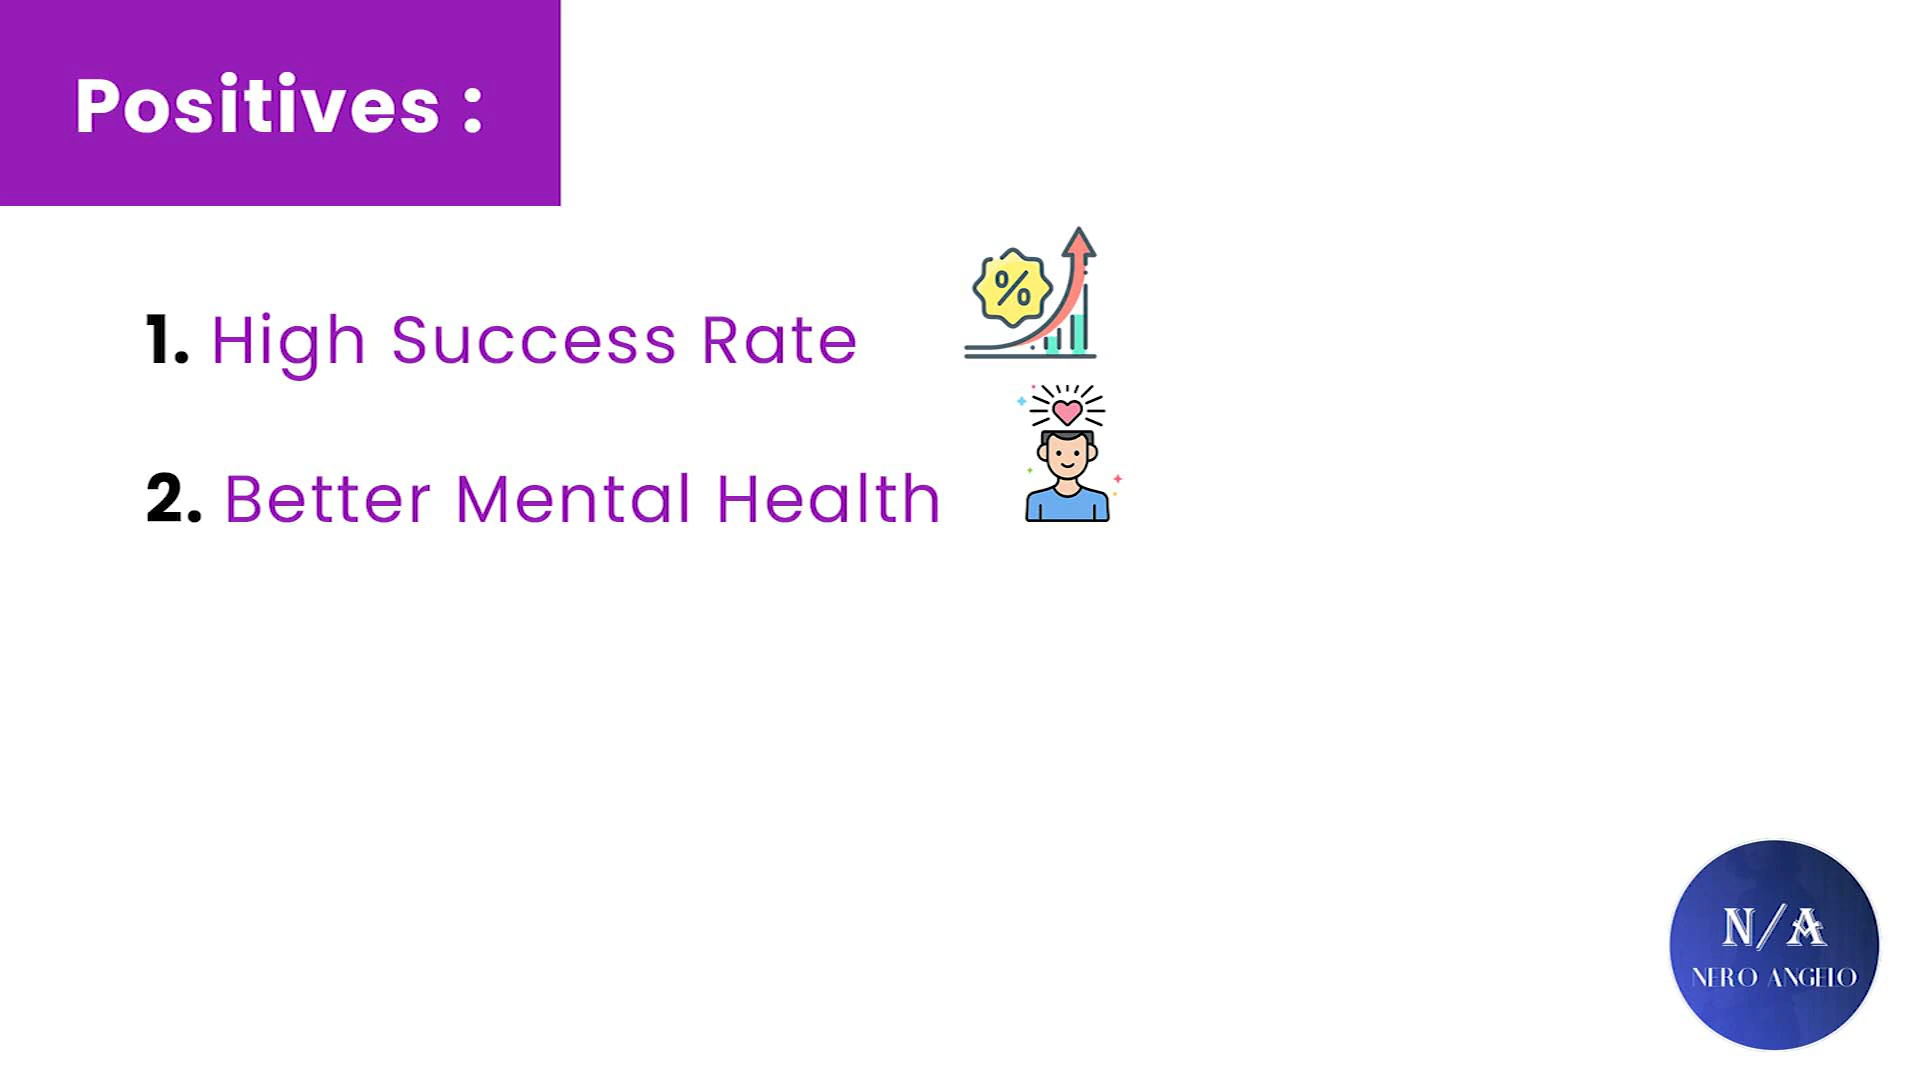 Positives :
1. High Success Rate
%
2. Better Mental Health
N/A
NERO ANGELO